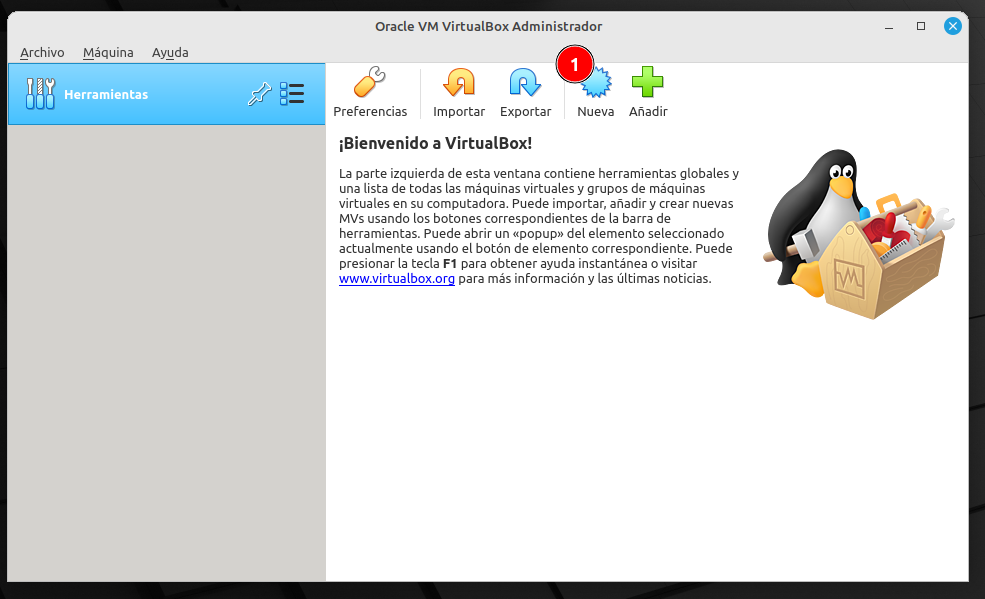 Oracle VM VirtualBox Administrador
Archivo Máquina Ayuda
Herramientas
1
Preferencias Importar Exportar Nueva Añadir
¡Bienvenido a VirtualBox!
La parte izquierda de esta ventana contiene herramientas globales y
una lista de todas las máquinas virtuales y grupos de máquinas
virtuales en su computadora. Puede importar, añadir y crear nuevas
MVs usando los botones correspondientes de la barra de
herramientas. Puede abrir un «popup» del elemento seleccionado
actualmente usando el botón de elemento correspondiente. Puede
presionar la tecla F1 para obtener ayuda instantánea o visitar
www.virtualbox.org para más información y las últimas noticias.